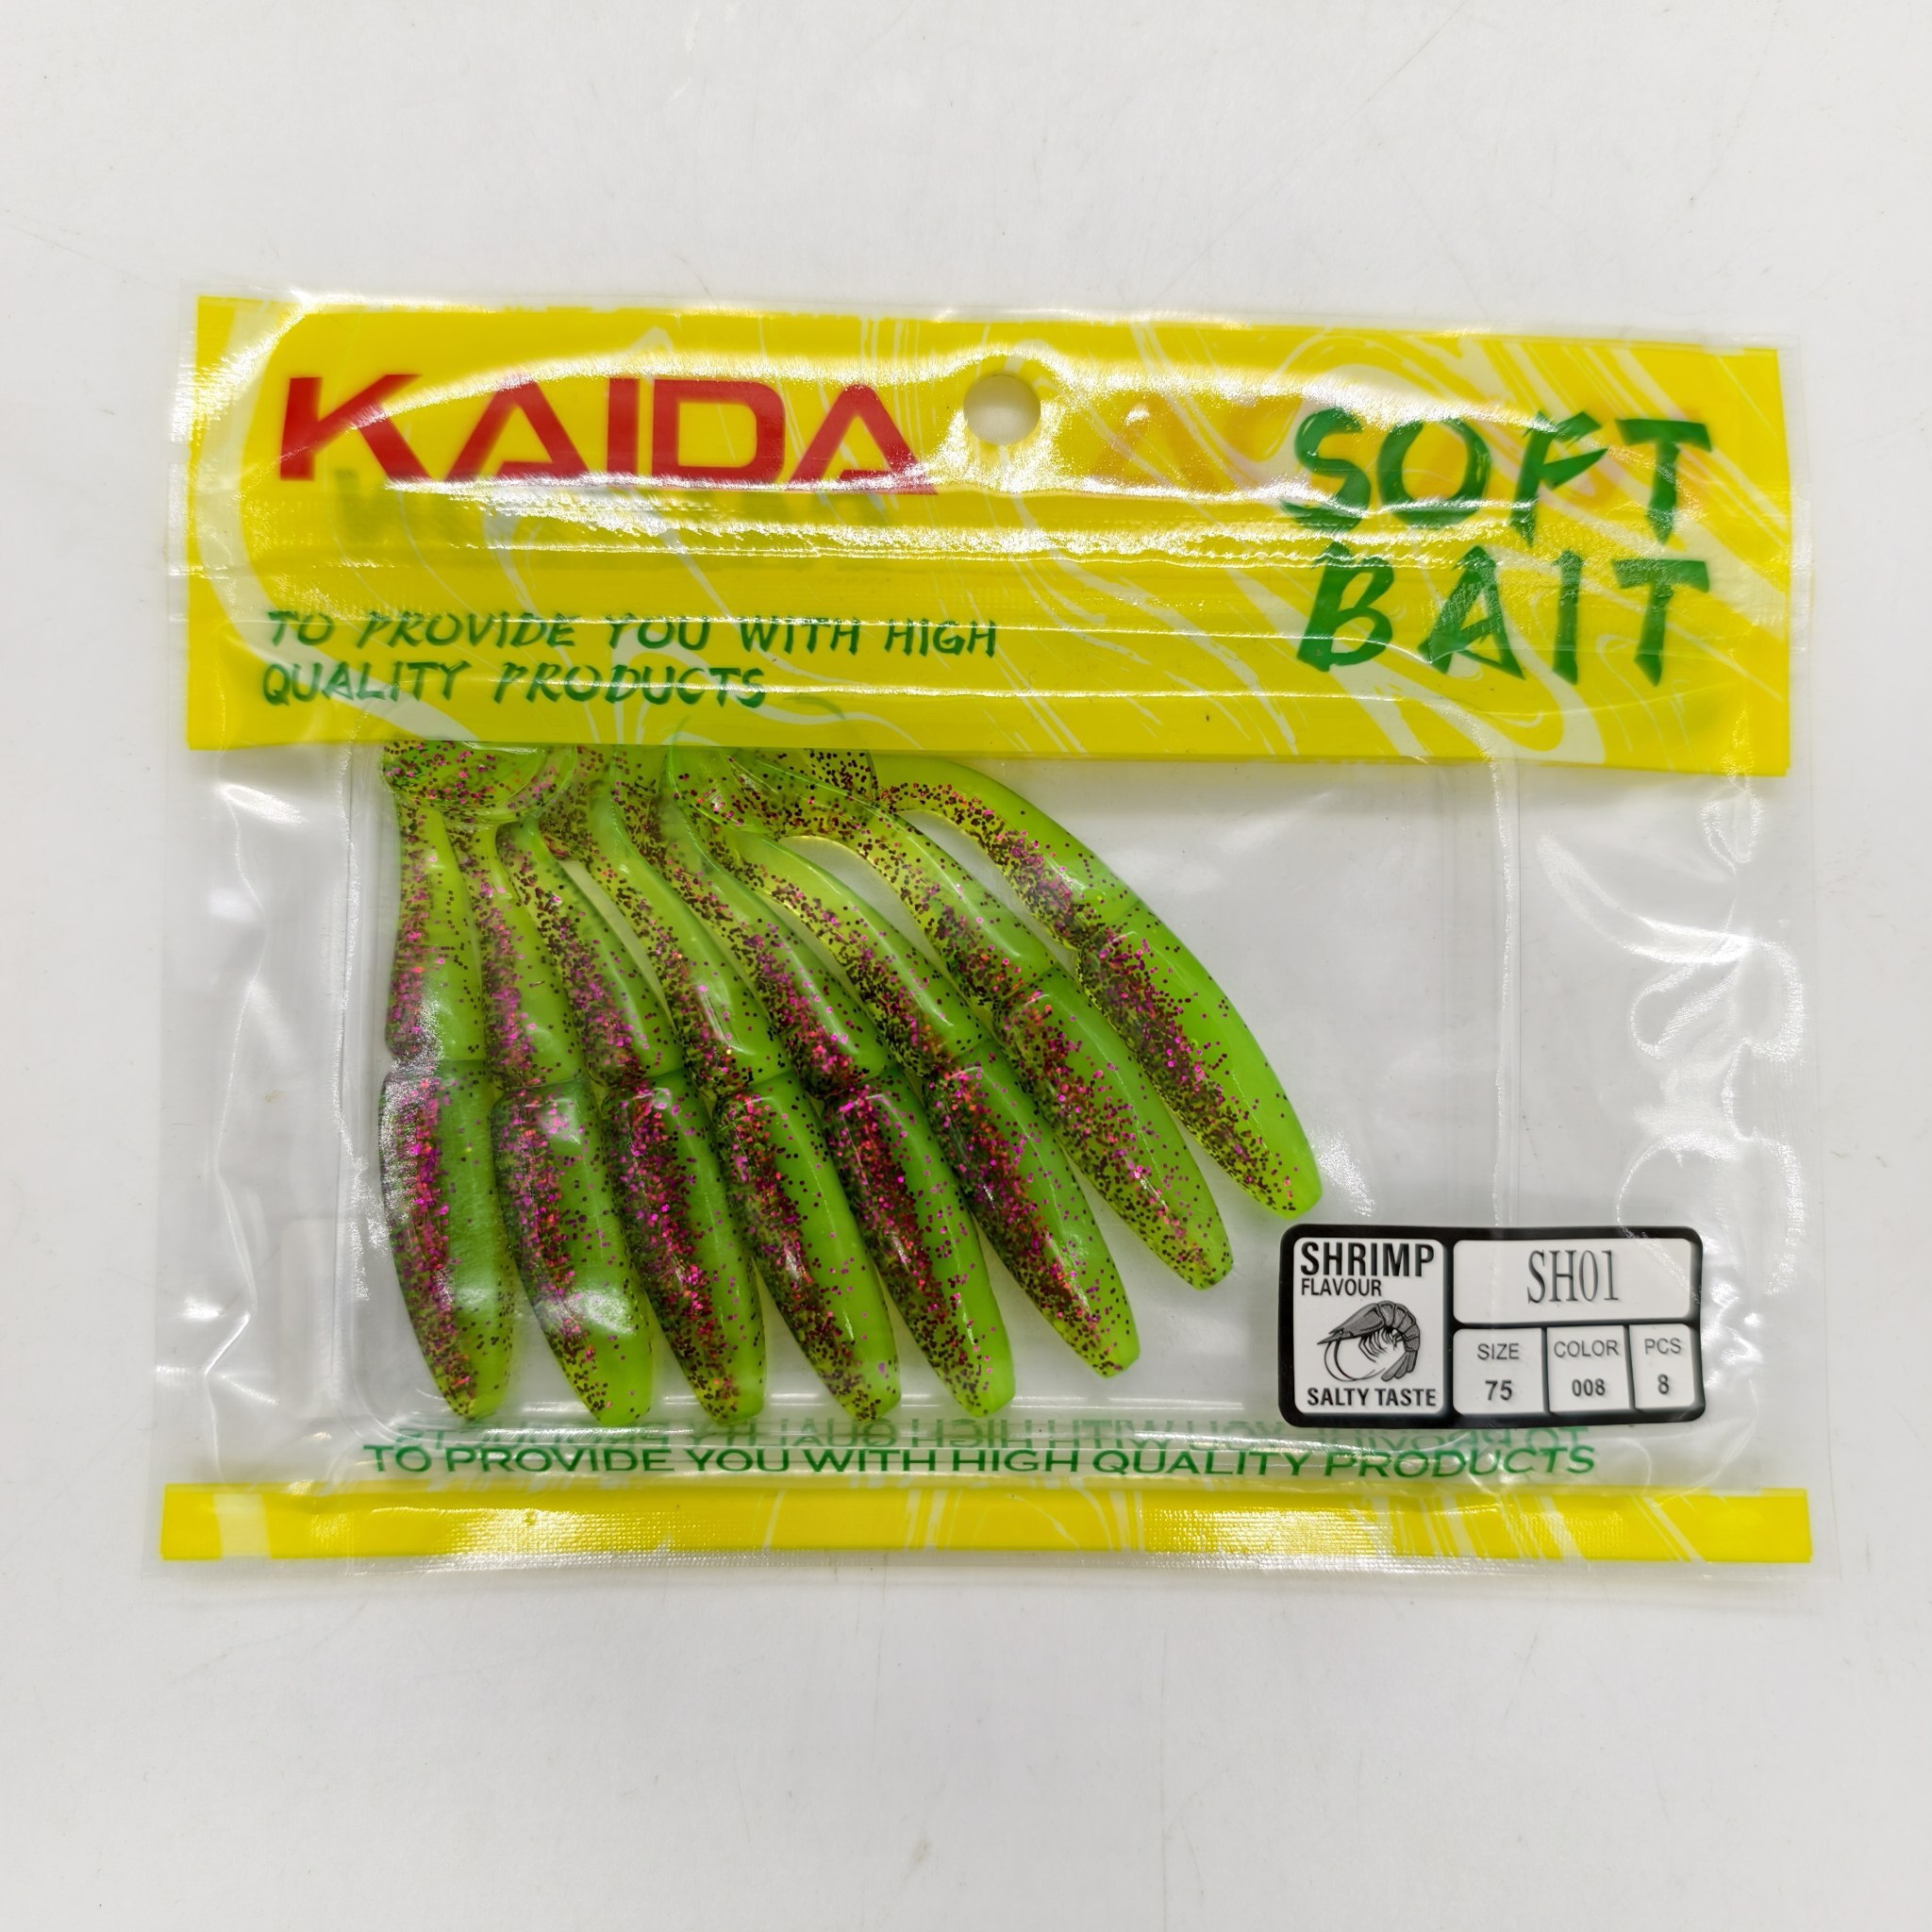 KAIDA
SOFT
BAIT
TO PROVIDE YOU WITH HIGH
QUALITY PRODUCTS
SHRIMP
FLAVOUR
SALTY TASTE
SH01
SIZE
75
COLOR
008
PCS
8
TO PROVIDE YOU WITH HIGH QUALITY PRODUCTS